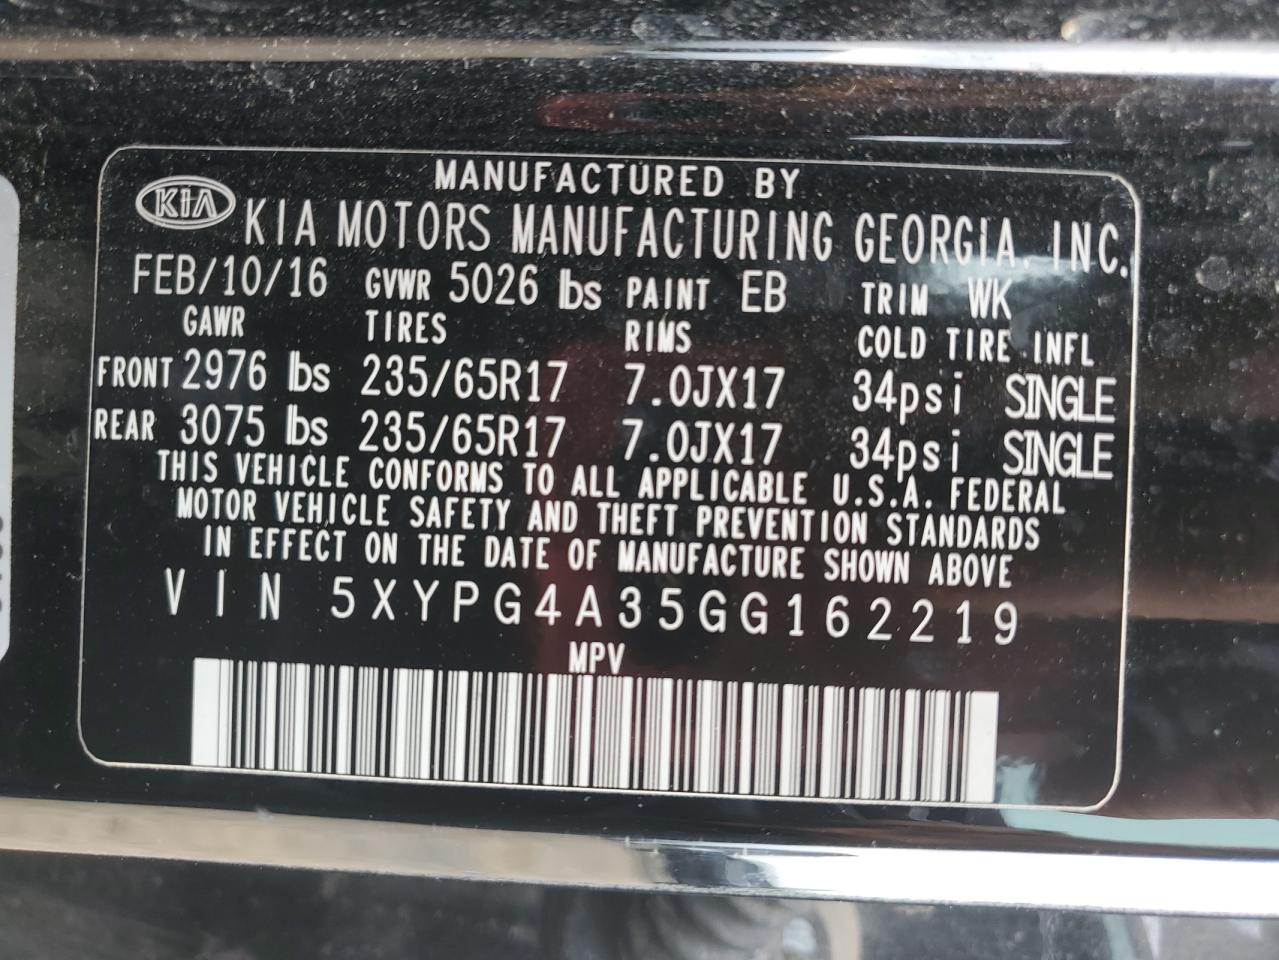 MANUFACTURED BY
KIA KIA MOTORS MANUFACTURING GEORGIA, INC.
FEB/10/16 GVWR 5026 lbs PAINT EB TRIM WK
GAWR TIRES RIMS COLD TIRE INFL
FRONT 2976 lbs 235/65R17 7.0JX17 34psi SINGLE
REAR 3075 lbs 235/65R17 7.0JX17 34psi SINGLE
THIS VEHICLE CONFORMS TO ALL APPLICABLE U.S.A. FEDERAL
MOTOR VEHICLE SAFETY AND THEFT PREVENTION STANDARDS
IN EFFECT ON THE DATE OF MANUFACTURE SHOWN ABOVE
VIN 5XYPG4A35GG162219
MPV